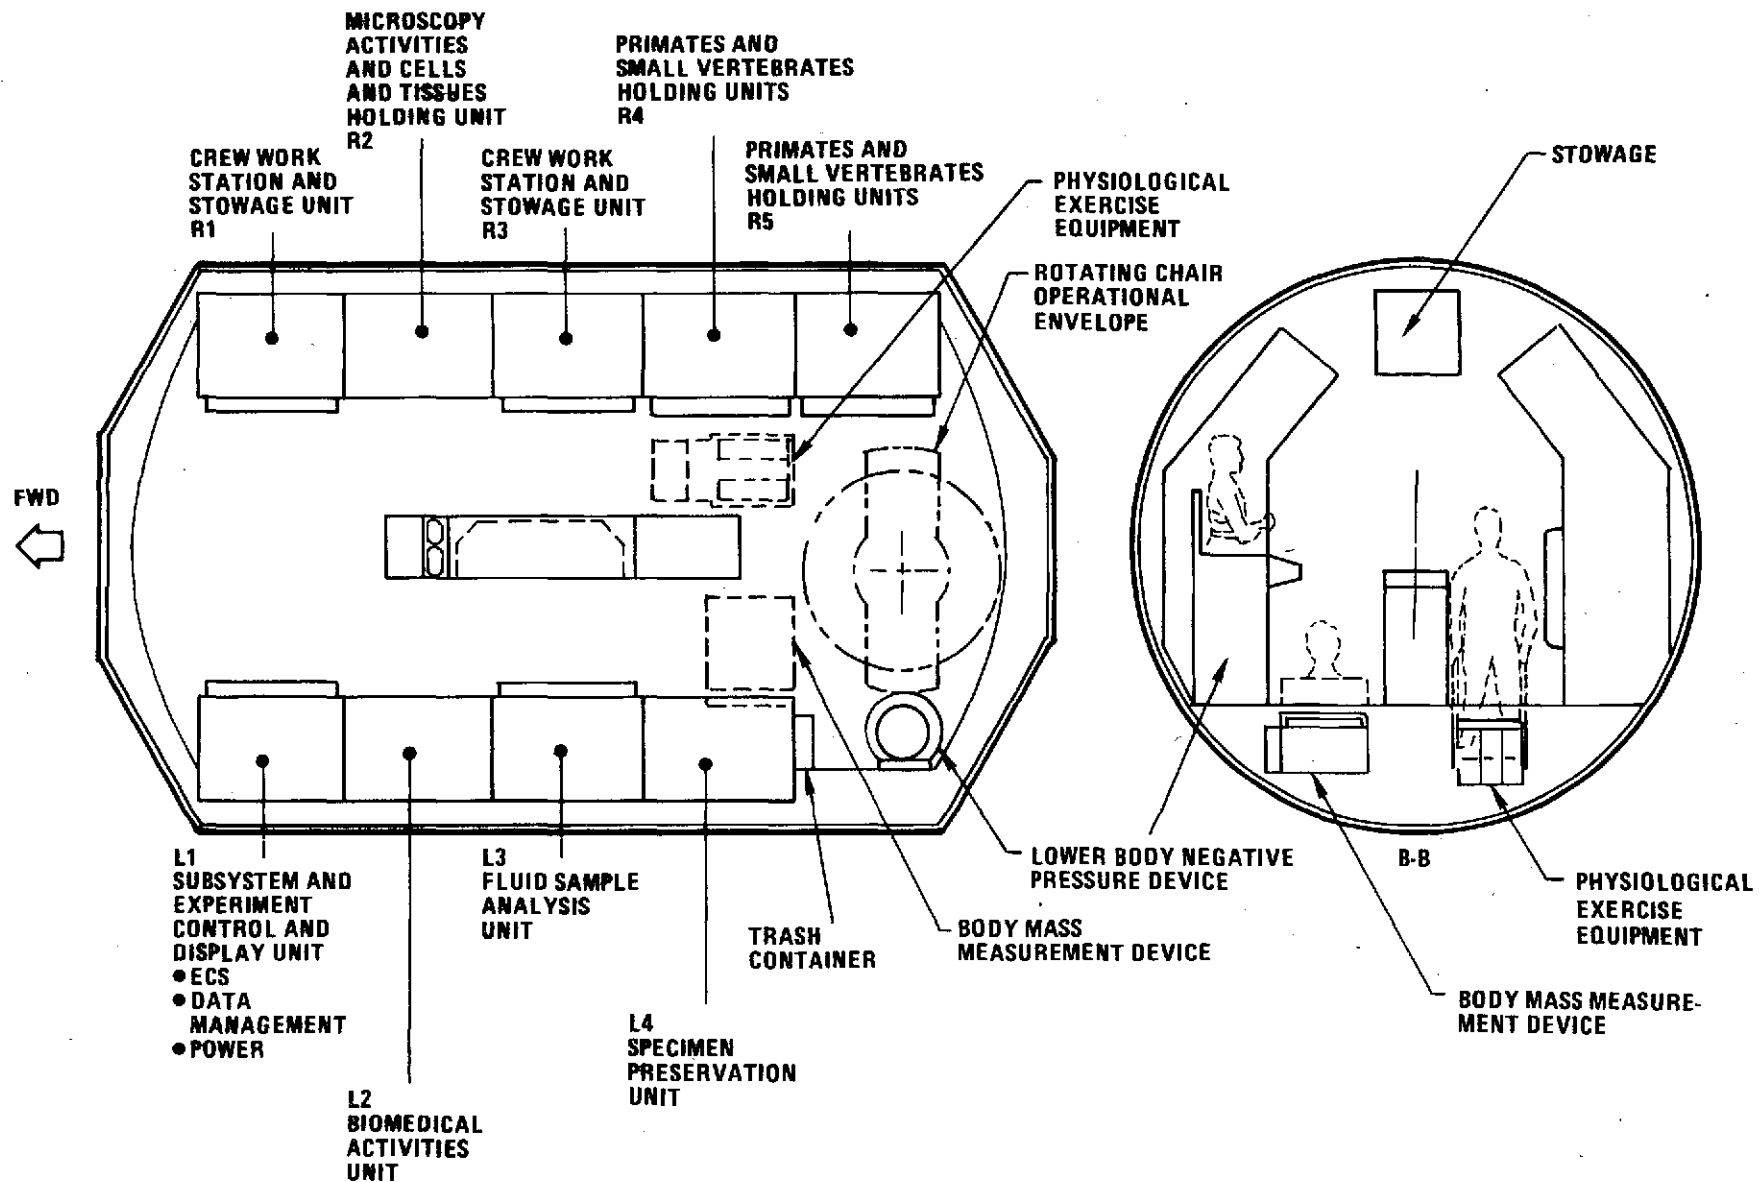 MICROSCOPY
ACTIVITIES
AND CELLS
AND TISSUES
HOLDING UNIT
R2
PRIMATES AND
SMALL VERTEBRATES
HOLDING UNITS
R4
CREW WORK
STATION AND
STOWAGE UNIT
R1
CREW WORK
STATION AND
STOWAGE UNIT
R3
PRIMATES AND
SMALL VERTEBRATES
HOLDING UNITS
R5
PHYSIOLOGICAL
EXERCISE
EQUIPMENT
ROTATING CHAIR
OPERATIONAL
ENVELOPE
STOWAGE
FWD
L1
SUBSYSTEM AND
EXPERIMENT
CONTROL AND
DISPLAY UNIT
● ECS
● DATA
MANAGEMENT
● POWER
L2
BIOMEDICAL
ACTIVITIES
UNIT
L3
FLUID SAMPLE
ANALYSIS
UNIT
L4
SPECIMEN
PRESERVATION
UNIT
TRASH
CONTAINER
LOWER BODY NEGATIVE
PRESSURE DEVICE
BODY MASS
MEASUREMENT DEVICE
B-B
PHYSIOLOGICAL
EXERCISE
EQUIPMENT
BODY MASS MEASURE-
MENT DEVICE